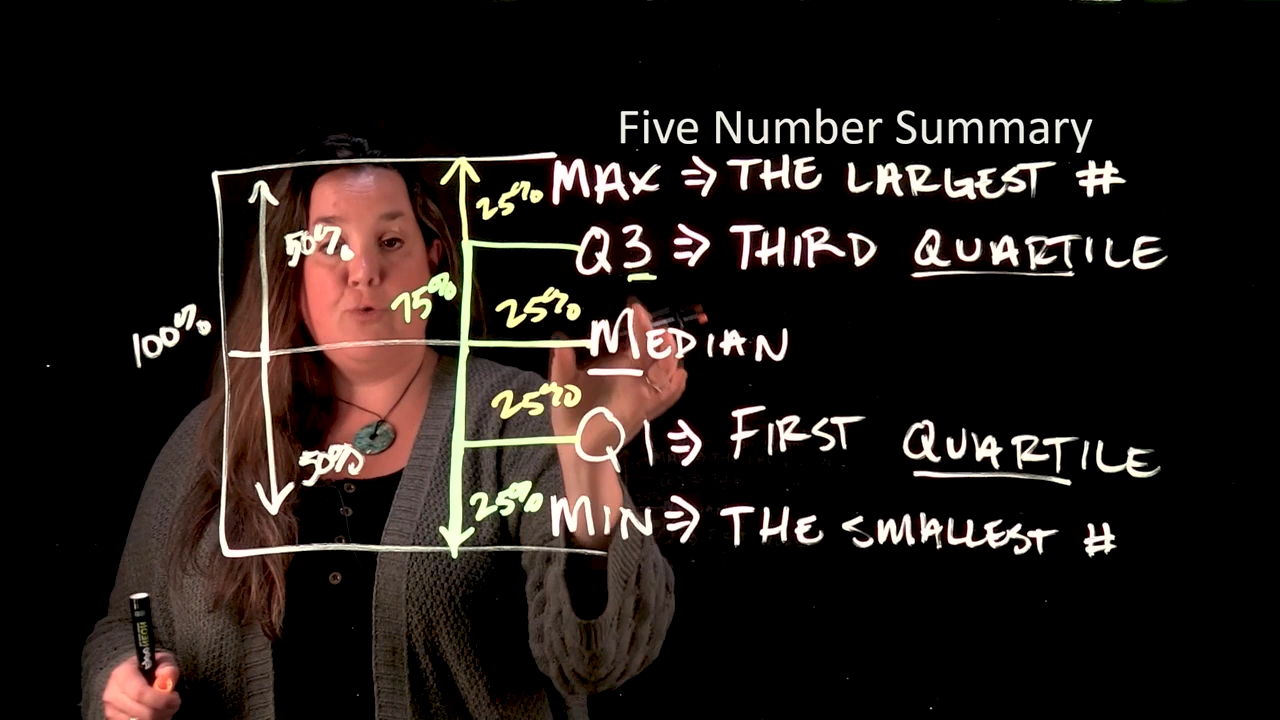 Five Number Summary
25% MAX ⇒ THE LARGEST #
50% Q3 ⇒ THIRD QUARTILE
75% 25%
100% MEDIAN
25%
Q1 ⇒ FIRST QUARTILE
50%
25% MIN ⇒ THE SMALLEST #